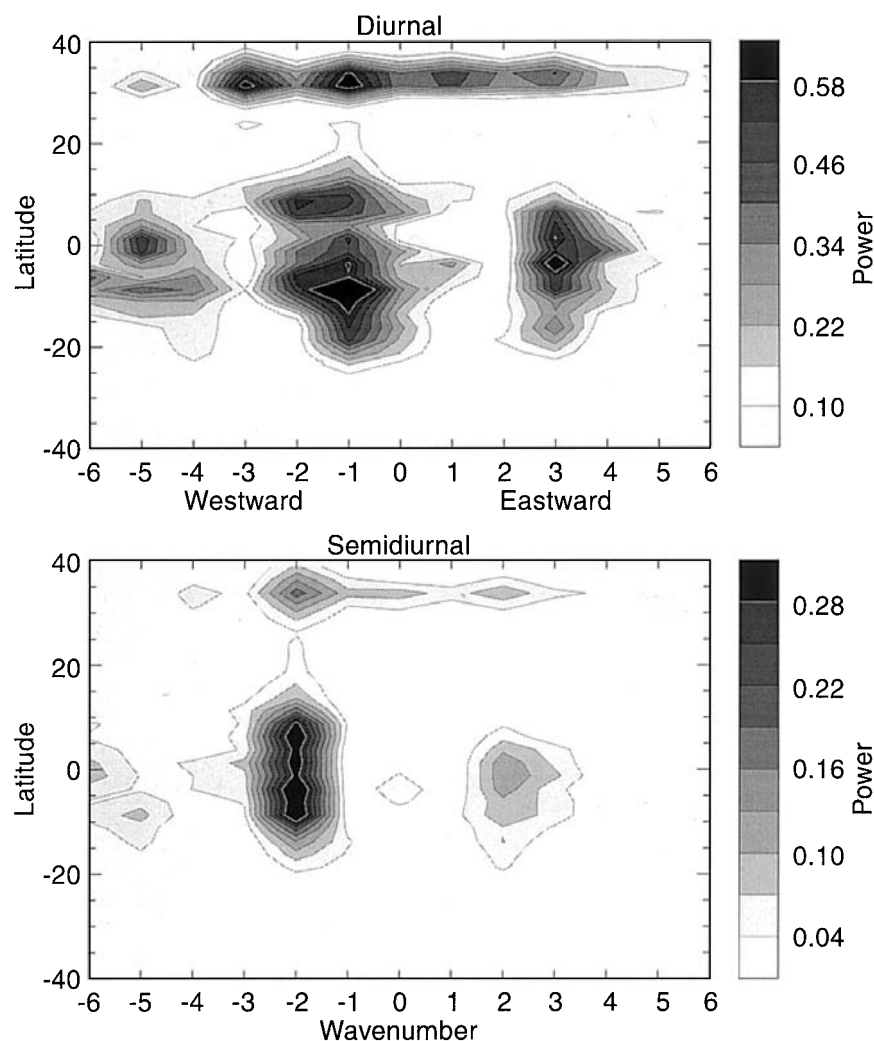 Diurnal
40
20
0
-20
-40
Latitude
-6 -5 -4 -3 -2 -1 0 1 2 3 4 5 6
Westward Eastward
0.58
0.46
0.34
0.22
0.10
Power
Semidiurnal
40
20
0
-20
-40
Latitude
-6 -5 -4 -3 -2 -1 0 1 2 3 4 5 6
Wavenumber
0.28
0.22
0.16
0.10
0.04
Power